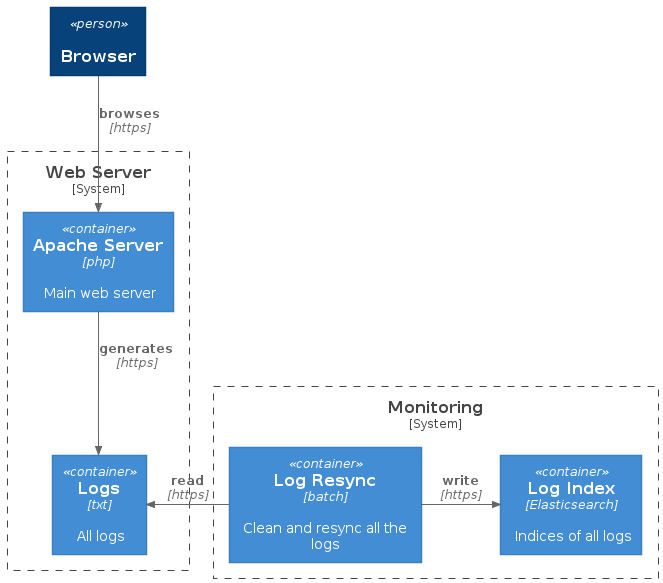 «person»
Browser
browses
[https]
Web Server
[System]
«container»
Apache Server
[php]
Main web server
generates
[https]
Monitoring
[System]
«container»
Logs
[txt]
All logs
read
[https]
«container»
Log Resync
[batch]
Clean and resync all the
logs
write
[https]
«container»
Log Index
[Elasticsearch]
Indices of all logs